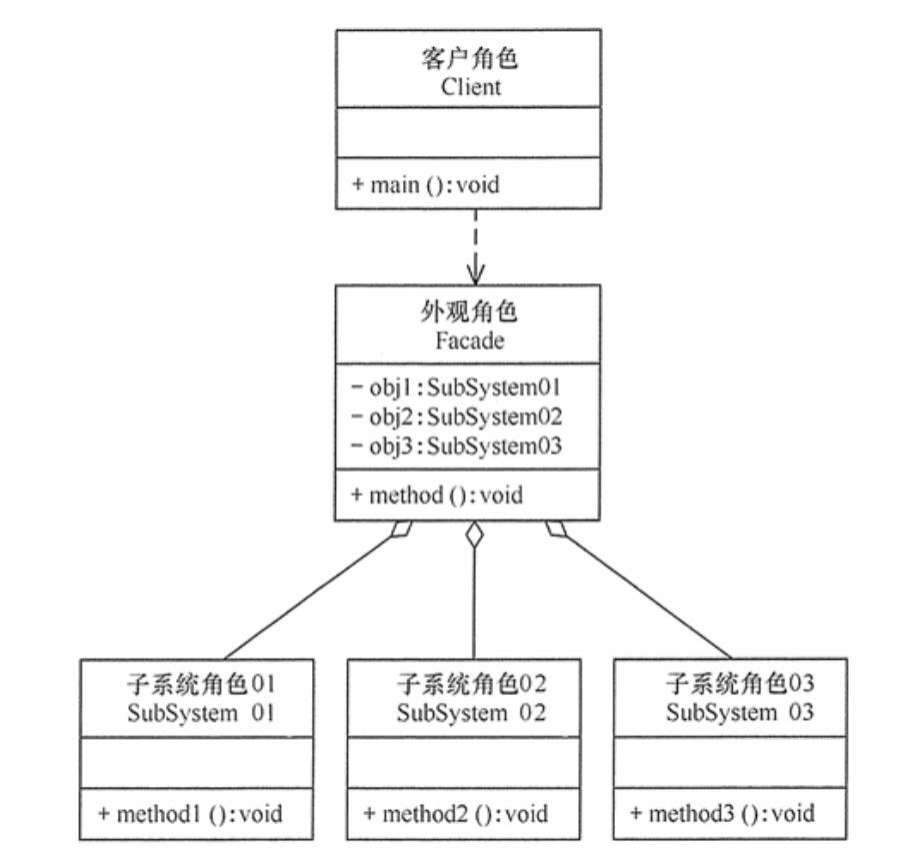 客户角色
Client
+ main ():void
外观角色
Facade
- obj1:SubSystem01
- obj2:SubSystem02
- obj3:SubSystem03
+ method ():void
子系统角色01
SubSystem 01
+ method1 ():void
子系统角色02
SubSystem 02
+ method2 ():void
子系统角色03
SubSystem 03
+ method3 ():void